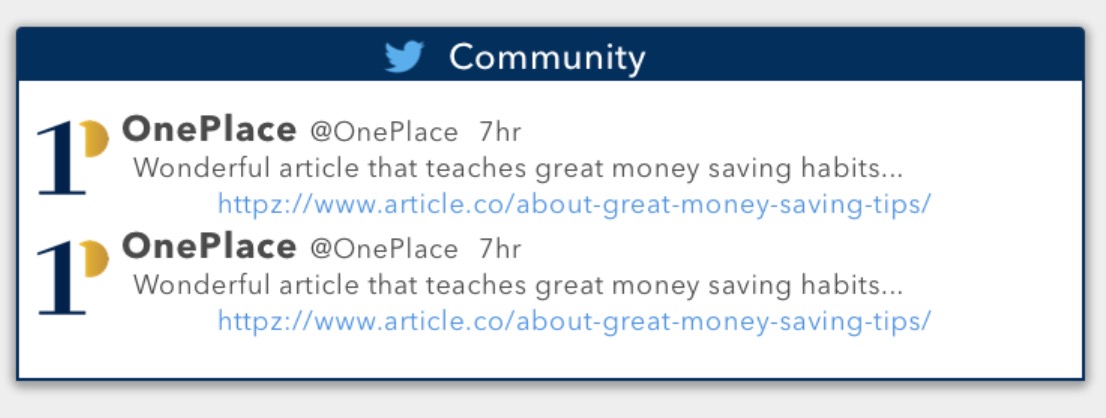 Community
OnePlace @OnePlace 7hr
Wonderful article that teaches great money saving habits...
httpz://www.article.co/about-great-money-saving-tips/
OnePlace @OnePlace 7hr
Wonderful article that teaches great money saving habits...
httpz://www.article.co/about-great-money-saving-tips/